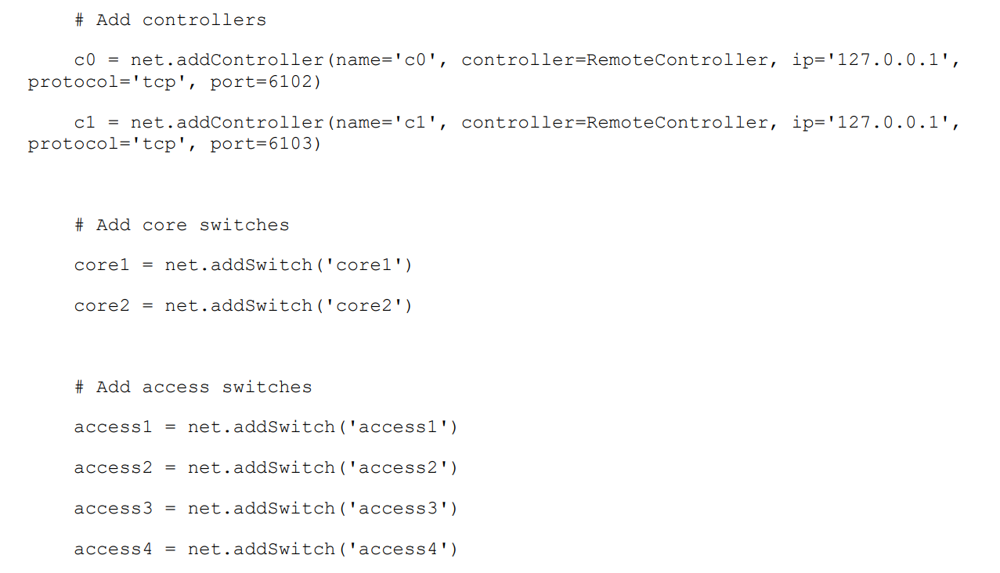 # Add controllers
c0 = net.addController(name='c0', controller=RemoteController, ip='127.0.0.1',
protocol='tcp', port=6102)
c1 = net.addController(name='c1', controller=RemoteController, ip='127.0.0.1',
protocol='tcp', port=6103)
# Add core switches
core1 = net.addSwitch('core1')
core2 = net.addSwitch('core2')
# Add access switches
access1 = net.addSwitch('access1')
access2 = net.addSwitch('access2')
access3 = net.addSwitch('access3')
access4 = net.addSwitch('access4')